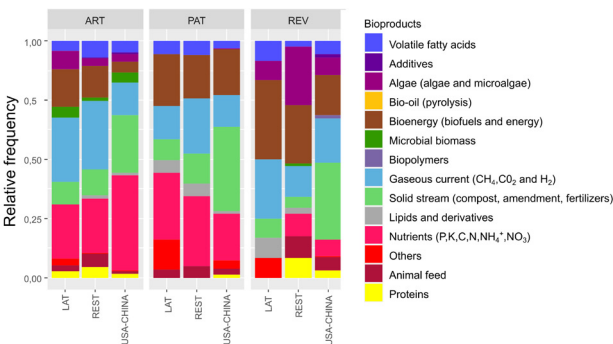 ART
PAT
REV
Relative frequency
1,00
0,5
0,50
0,25
0,00
LAT
REST
USA-CHINA
LAT
REST
USA-CHINA
LAT
REST
USA-CHINA
Bioproducts
Volatile fatty acids
Additives
Algae (algae and microalgae)
Bio-oil (pyrolysis)
Bioenergy (biofuels and energy)
Microbial biomass
Biopolymers
Gaseous current (CH₄,C0₂ and H₂)
Solid stream (compost, amendment, fertilizers)
Lipids and derivatives
Nutrients (P,K,C,N,NH₄⁺,NO₃)
Others
Animal feed
Proteins